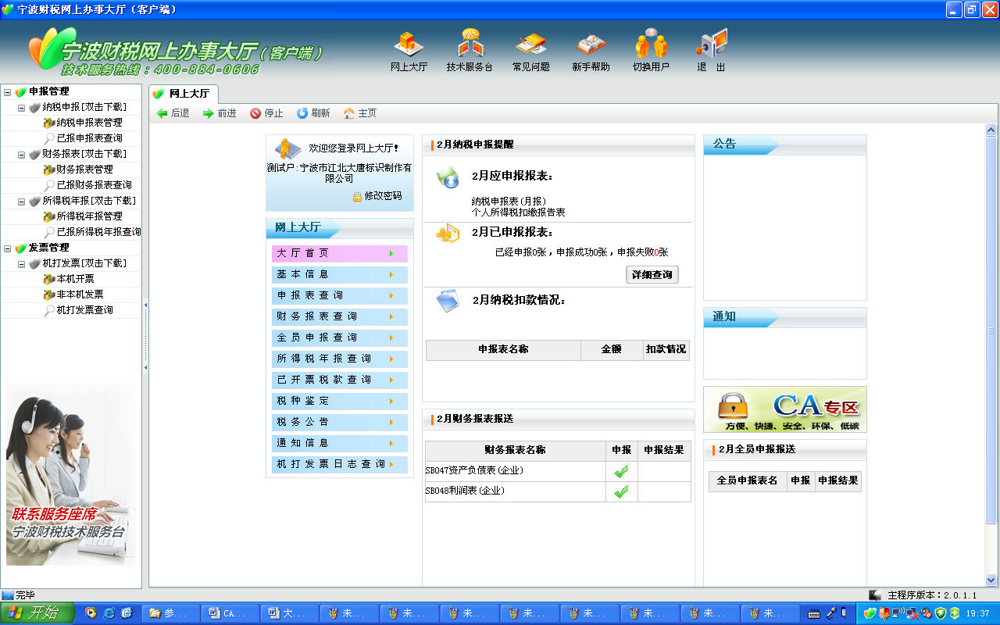 宁波财税网上办事大厅（客户端）
宁波财税网上办事大厅(客户端)
技术服务热线：400-884-0606
网上大厅
技术服务台
常见问题
新手帮助
切换用户
退 出
申报管理
纳税申报[双击下载]
纳税申报表管理
已报申报表查询
财务报表[双击下载]
财务报表管理
已报财务报表查询
所得税年报[双击下载]
所得税年报管理
已报所得税年报查询
发票管理
机打发票[双击下载]
本机开票
非本机发票
机打发票查询
联系服务座席
宁波财税技术服务台
网上大厅
后退
前进
停止
刷新
主页
欢迎您登录网上大厅!
测试户:宁波市江北大唐标识制作有
限公司
修改密码
网上大厅
大厅首页
基本信息
申报表查询
财务报表查询
全员申报查询
所得税年报查询
已开票税款查询
税种鉴定
税务公告
通知信息
机打发票日志查询
2月纳税申报提醒
2月应申报报表：
纳税申报表(月报)
个人所得税扣缴报告表
2月已申报报表：
已经申报0张，申报成功0张，申报失败0张
详细查询
2月纳税扣款情况：
申报表名称 金额 扣款情况
2月财务报表报送
财务报表名称 申报 申报结果
SB047资产负债表(企业)
SB048利润表(企业)
公告
通知
CA专区
方便、快捷、安全、环保、低碳
2月全员申报报送
全员申报表名 申报 申报结果
完毕
主程序版本：2.0.1.1
开始
参...
CA...
大...
未...
未...
未...
未...
未...
未...
未...
未...
19:37